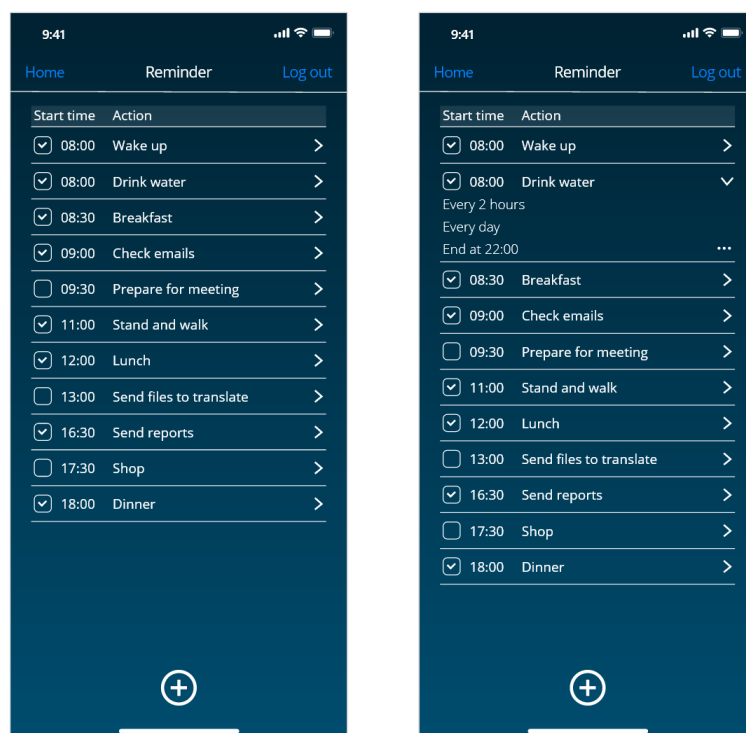 9:41
Home Reminder Log out
Start time Action
08:00 Wake up
08:00 Drink water
08:30 Breakfast
09:00 Check emails
09:30 Prepare for meeting
11:00 Stand and walk
12:00 Lunch
13:00 Send files to translate
16:30 Send reports
17:30 Shop
18:00 Dinner
9:41
Home Reminder Log out
Start time Action
08:00 Wake up
08:00 Drink water
Every 2 hours
Every day
End at 22:00
08:30 Breakfast
09:00 Check emails
09:30 Prepare for meeting
11:00 Stand and walk
12:00 Lunch
13:00 Send files to translate
16:30 Send reports
17:30 Shop
18:00 Dinner